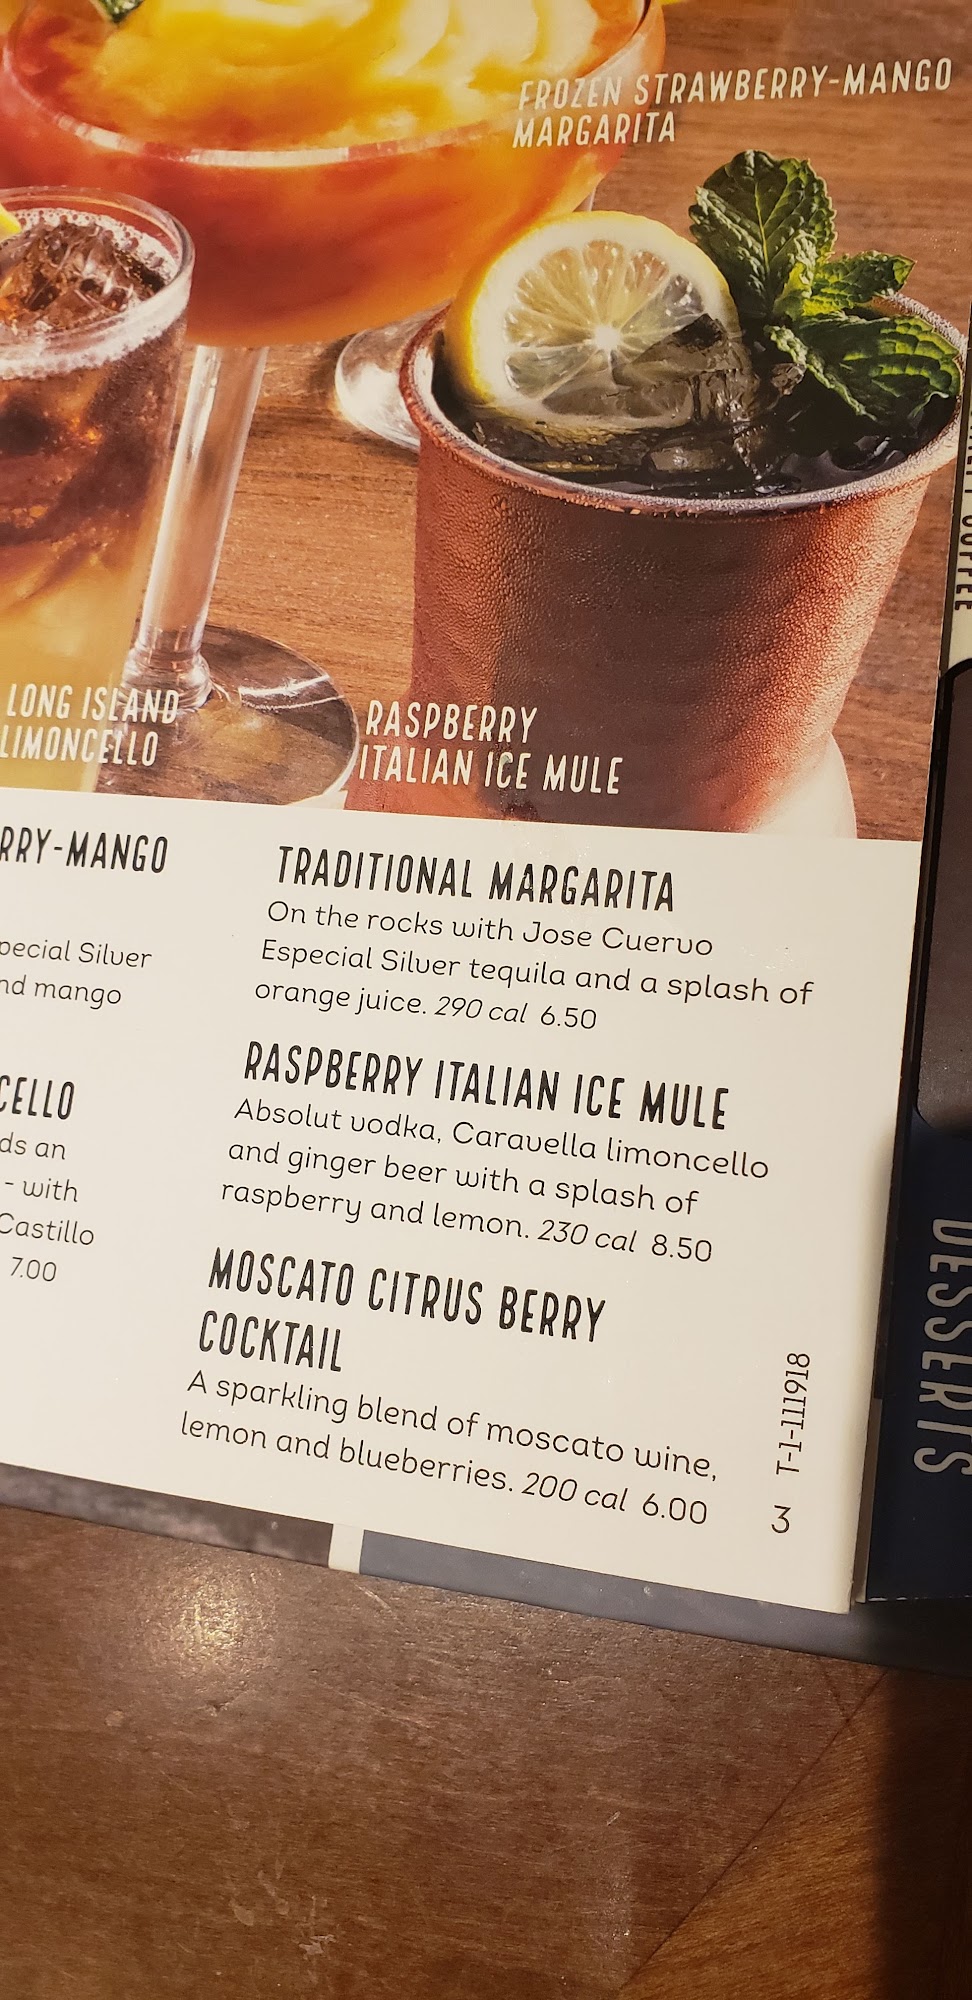 FROZEN STRAWBERRY-MANGO
MARGARITA
LONG ISLAND
LIMONCELLO
RASPBERRY
ITALIAN ICE MULE
RRY-MANGO
pecial Silver
nd mango
CELLO
ds an
- with
Castillo
7.00
TRADITIONAL MARGARITA
On the rocks with Jose Cuervo
Especial Silver tequila and a splash of
orange juice. 290 cal 6.50
RASPBERRY ITALIAN ICE MULE
Absolut vodka, Caravella limoncello
and ginger beer with a splash of
raspberry and lemon. 230 cal 8.50
MOSCATO CITRUS BERRY
COCKTAIL
A sparkling blend of moscato wine,
lemon and blueberries. 200 cal 6.00
3
T-1-111918
COFFEE
DESSERTS